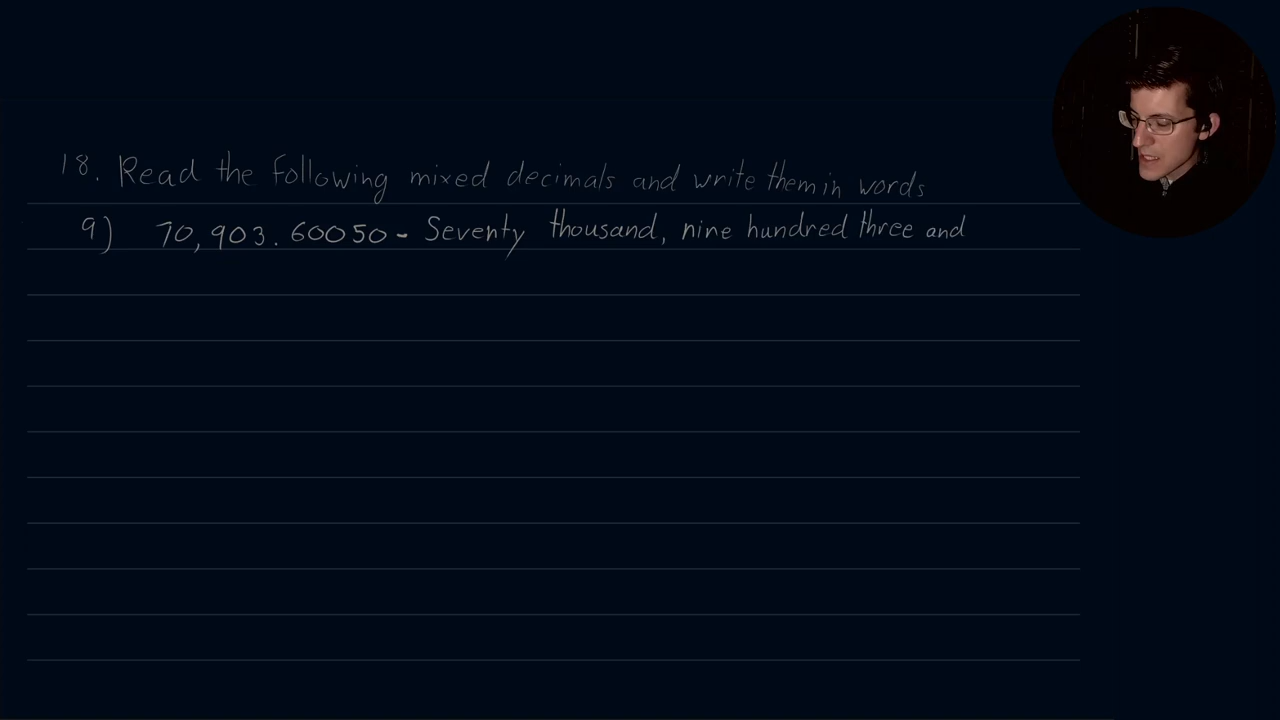 18. Read the following mixed decimals and write them in words
9) 70,903.60050 - Seventy thousand, nine hundred three and